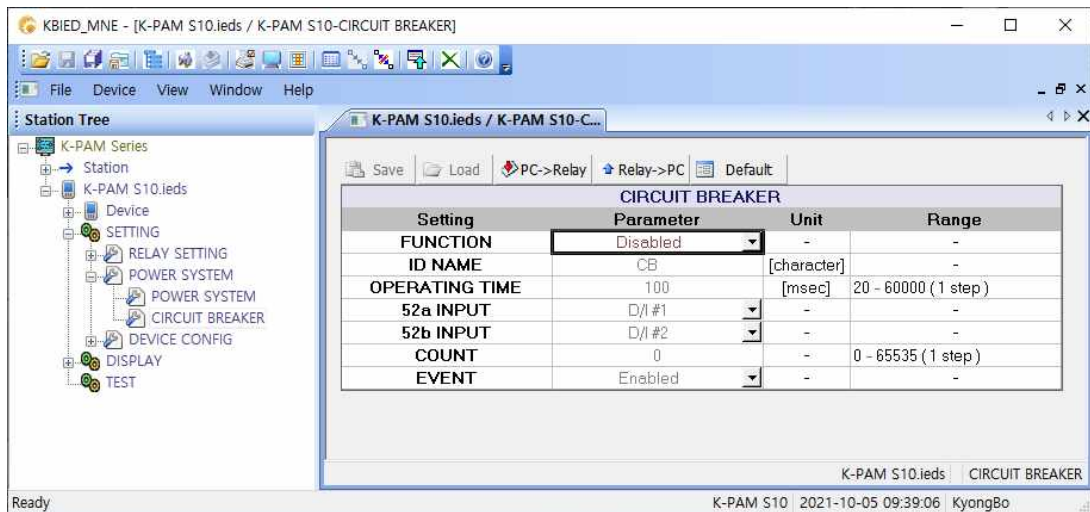 KBIED_MNE - [K-PAM S10.ieds / K-PAM S10-CIRCUIT BREAKER]
File Device View Window Help
Station Tree
K-PAM Series
Station
K-PAM S10.ieds
Device
SETTING
RELAY SETTING
POWER SYSTEM
POWER SYSTEM
CIRCUIT BREAKER
DEVICE CONFIG
DISPLAY
TEST
K-PAM S10.ieds / K-PAM S10-C...
Save Load PC->Relay Relay->PC Default
CIRCUIT BREAKER
Setting Parameter Unit Range
FUNCTION Disabled - -
ID NAME CB [character] -
OPERATING TIME 100 [msec] 20 - 60000 ( 1 step )
52a INPUT D/I #1 - -
52b INPUT D/I #2 - -
COUNT 0 - 0 - 65535 ( 1 step )
EVENT Enabled - -
K-PAM S10.ieds CIRCUIT BREAKER
Ready K-PAM S10 2021-10-05 09:39:06 KyongBo